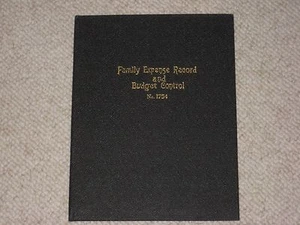 Family Expense Record
and
Budget Control
No. 1754